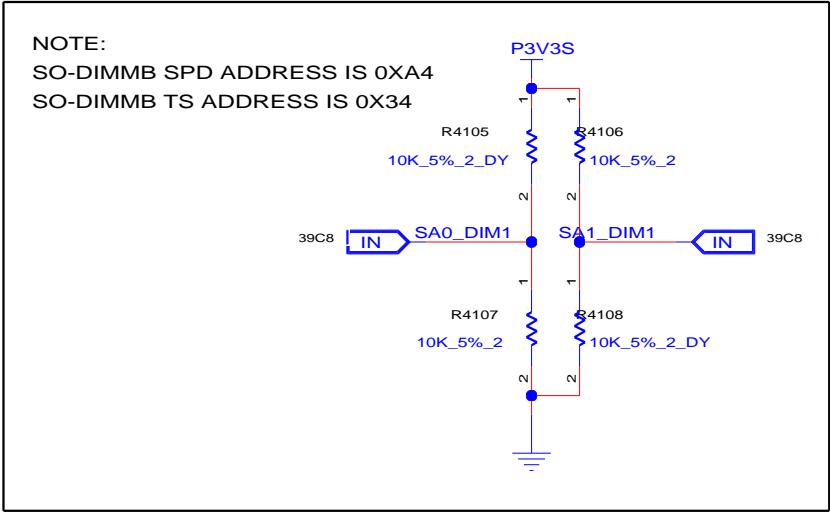 NOTE:
SO-DIMMB SPD ADDRESS IS 0XA4
SO-DIMMB TS ADDRESS IS 0X34
P3V3S
1
1
R4105
R4106
10K_5%_2_DY
10K_5%_2
2
2
39C8
IN
SA0_DIM1
SA1_DIM1
IN
39C8
1
1
R4107
R4108
10K_5%_2
10K_5%_2_DY
2
2